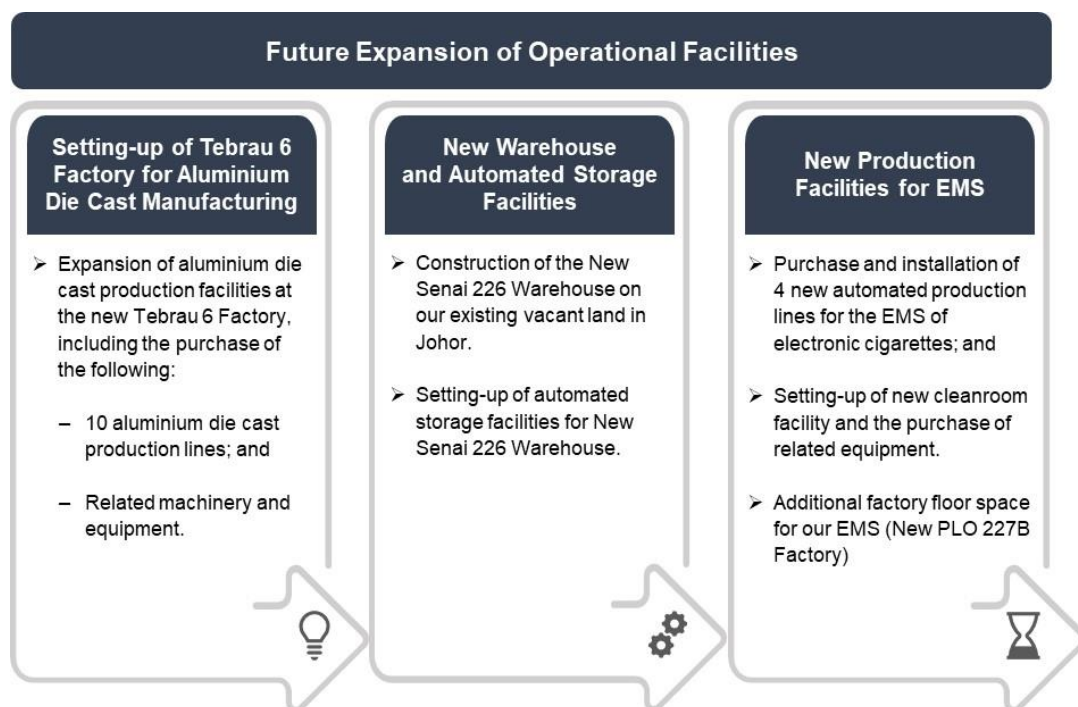 Future Expansion of Operational Facilities
Setting-up of Tebrau 6
Factory for Aluminium
Die Cast Manufacturing
➢ Expansion of aluminium die
cast production facilities at
the new Tebrau 6 Factory,
including the purchase of
the following:
– 10 aluminium die cast
production lines; and
– Related machinery and
equipment.
New Warehouse
and Automated Storage
Facilities
➢ Construction of the New
Senai 226 Warehouse on
our existing vacant land in
Johor.
➢ Setting-up of automated
storage facilities for New
Senai 226 Warehouse.
New Production
Facilities for EMS
➢ Purchase and installation of
4 new automated production
lines for the EMS of
electronic cigarettes; and
➢ Setting-up of new cleanroom
facility and the purchase of
related equipment.
➢ Additional factory floor space
for our EMS (New PLO 227B
Factory)